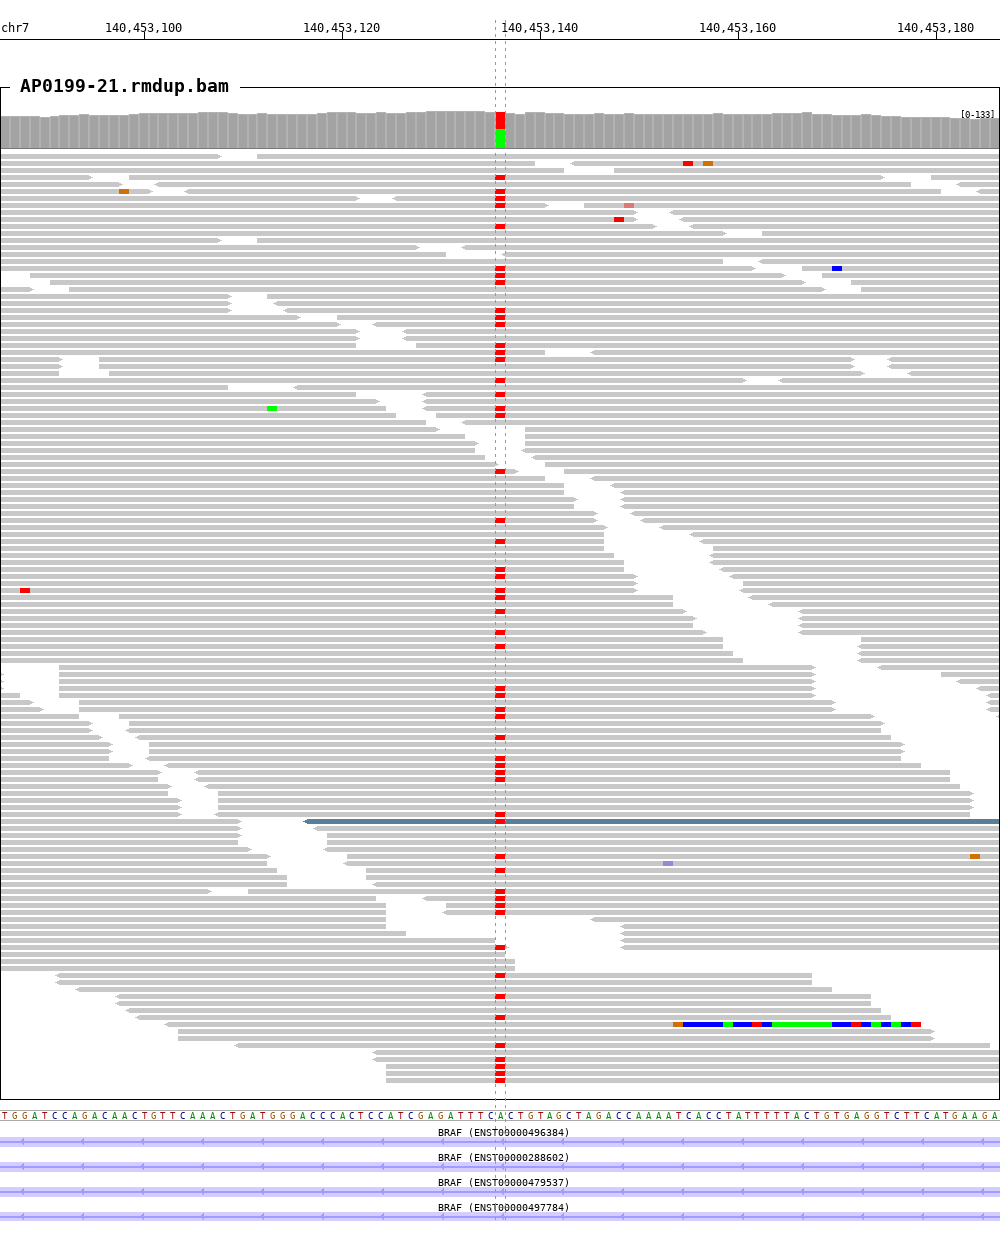 chr7 140,453,100 140,453,120 140,453,140 140,453,160 140,453,180
AP0199-21.rmdup.bam
[0-133]
TGGATCCAGACAACTGTTCAAACTGATGGGACCCACTCCATCGAGATTTCACTGTAGCTAGACCAAAATCACCTATTTTTACTGTGAGGTCTTCATGAAGA
BRAF (ENST00000496384)
BRAF (ENST00000288602)
BRAF (ENST00000479537)
BRAF (ENST00000497784)